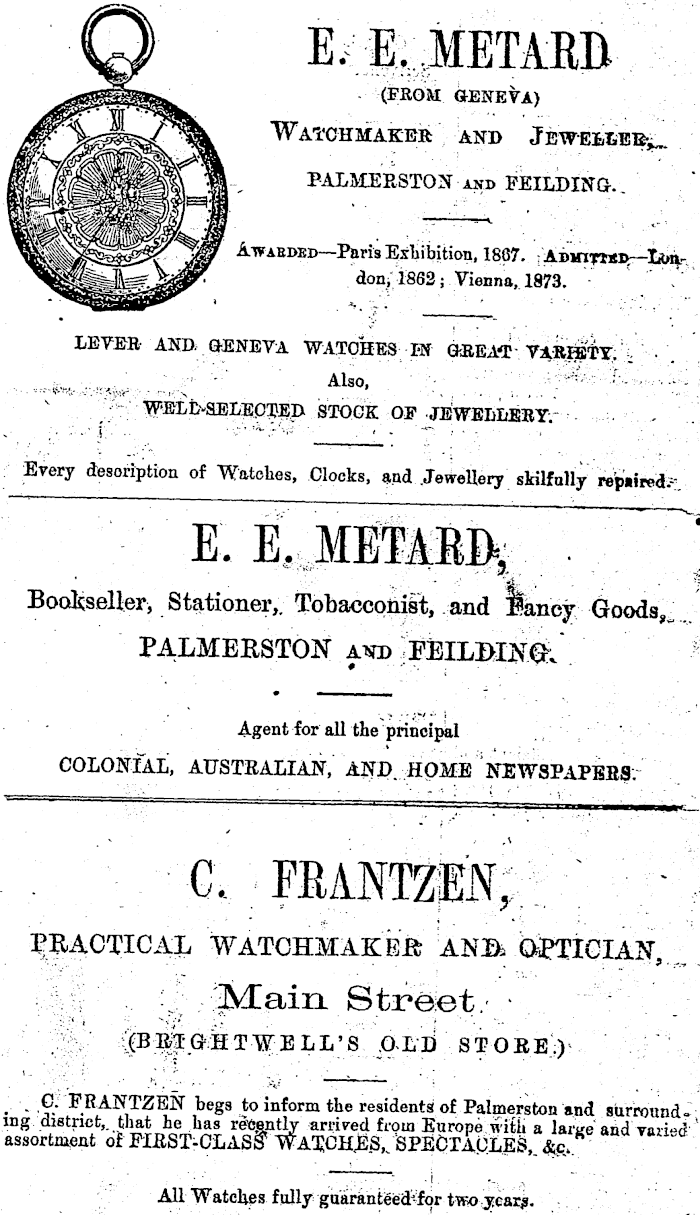 E. E. METARD
(FROM GENEVA)
WATCHMAKER AND JEWELLER,
PALMERSTON AND FEILDING.
AWARDED—Paris Exhibition, 1867. ADMITTED—Lon-
don, 1862; Vienna, 1873.
LEVER AND GENEVA WATCHES IN GREAT VARIETY.
Also,
WELL-SELECTED STOCK OF JEWELLERY.
Every description of Watches, Clocks, and Jewellery skilfully repaired.
E. E. METARD,
Bookseller, Stationer, Tobacconist, and Fancy Goods,
PALMERSTON AND FEILDING.
Agent for all the principal
COLONIAL, AUSTRALIAN, AND HOME NEWSPAPERS.
C. FRANTZEN,
PRACTICAL WATCHMAKER AND OPTICIAN,
Main Street
(BRIGHTWELL'S OLD STORE.)
C. FRANTZEN begs to inform the residents of Palmerston and surround-
ing district, that he has recently arrived from Europe with a large and varied
assortment of FIRST-CLASS WATCHES, SPECTACLES, &c.
All Watches fully guaranteed for two years.